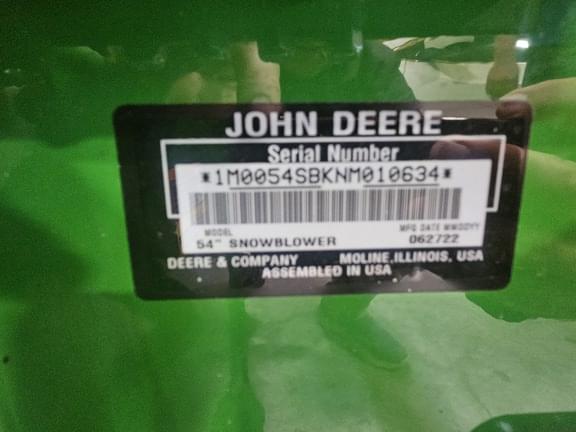 JOHN DEERE
Serial Number
*1M0054SBKNM010634*
MODEL MFG DATE MMDDYY
54" SNOWBLOWER 062722
DEERE & COMPANY MOLINE, ILLINOIS, USA
ASSEMBLED IN USA